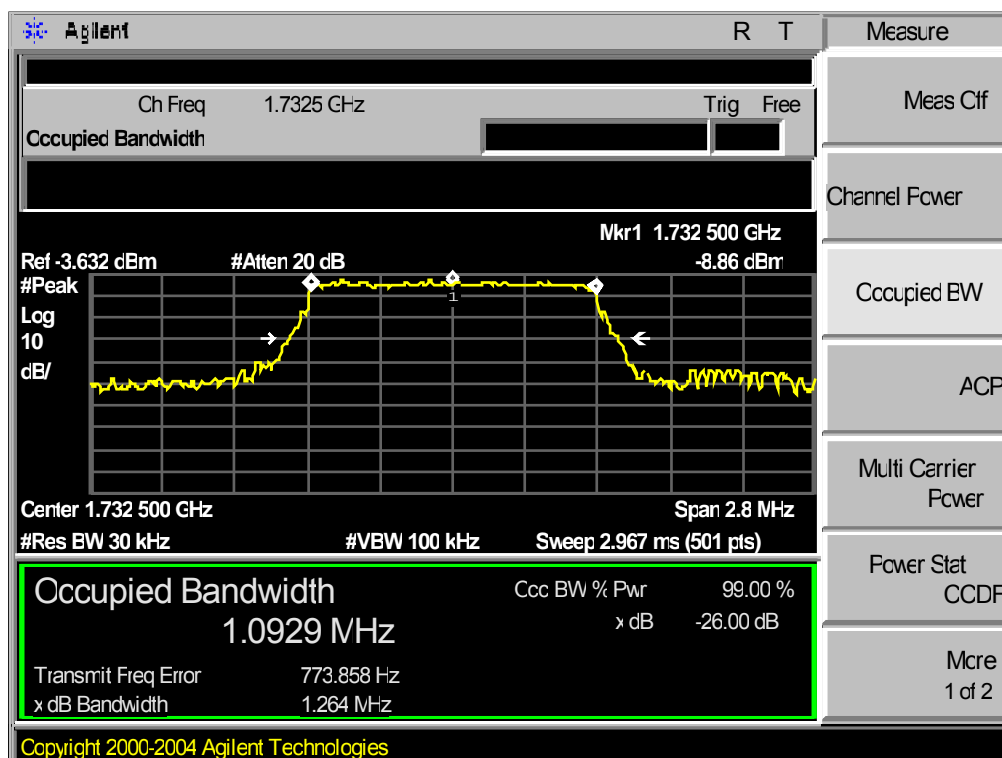 Agilent R T Measure
Ch Freq 1.7325 GHz Trig Free
Occupied Bandwidth
Meas Off
Channel Power
Mkr1 1.732 500 GHz
Ref -3.632 dBm #Atten 20 dB -8.86 dBm
#Peak
Log
10
dB/
1
Occupied BW
ACP
Multi Carrier
Power
Center 1.732 500 GHz Span 2.8 MHz
#Res BW 30 kHz #VBW 100 kHz Sweep 2.967 ms (501 pts)
Power Stat
CCDF
Occupied Bandwidth Occ BW % Pwr 99.00 %
1.0929 MHz x dB -26.00 dB
Transmit Freq Error 773.858 Hz
x dB Bandwidth 1.264 MHz
More
1 of 2
Copyright 2000-2004 Agilent Technologies